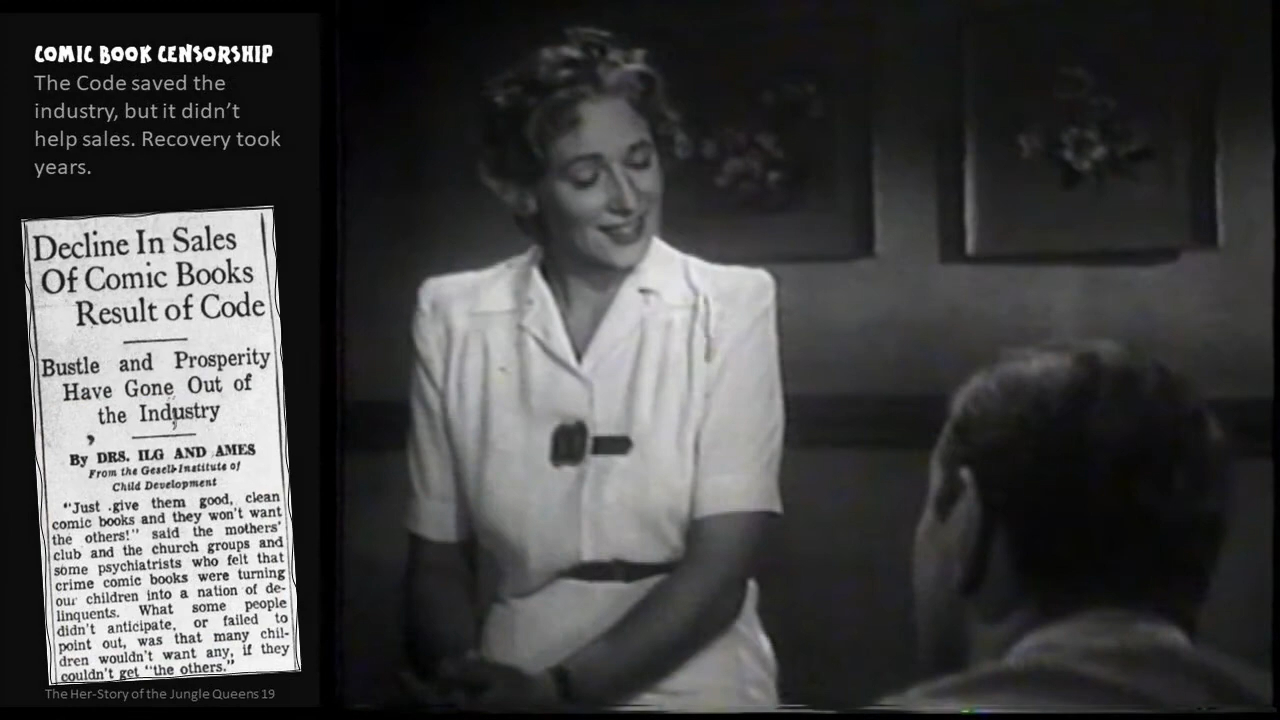 COMIC BOOK CENSORSHIP
The Code saved the
industry, but it didn't
help sales. Recovery took
years.
Decline In Sales
Of Comic Books
Result of Code
Bustle and Prosperity
Have Gone Out of
the Industry
By DRS. ILG AND AMES
From the Gesell Institute of
Child Development
"Just .give them good, clean
comic books and they won't want
the others!" said the mothers'
club and the church groups and
some psychiatrists who felt that
crime comic books were turning
our children into a nation of de-
linquents. What some people
didn't anticipate, or failed to
point out, was that many chil-
dren wouldn't want any, if they
couldn't get "the others."
The Her-Story of the Jungle Queens 19